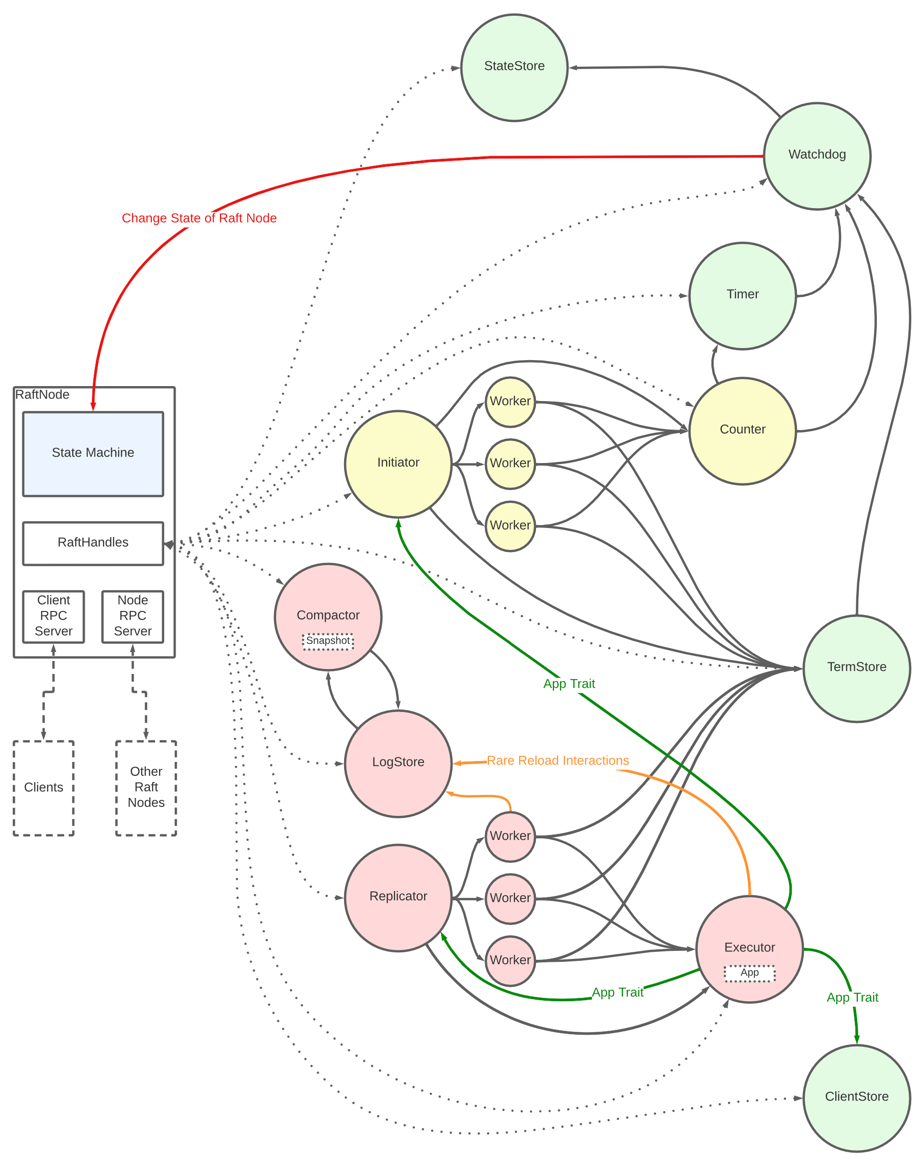 StateStore
Watchdog
Change State of Raft Node
Timer
RaftNode
State Machine
Worker
Counter
Initiator
Worker
Worker
RaftHandles
Client
RPC
Server
Node
RPC
Server
Compactor
Snapshot
TermStore
App Trait
LogStore
Rare Reload Interactions
Clients
Other
Raft
Nodes
Worker
Replicator
Worker
Executor
App
Worker
App Trait
App Trait
ClientStore